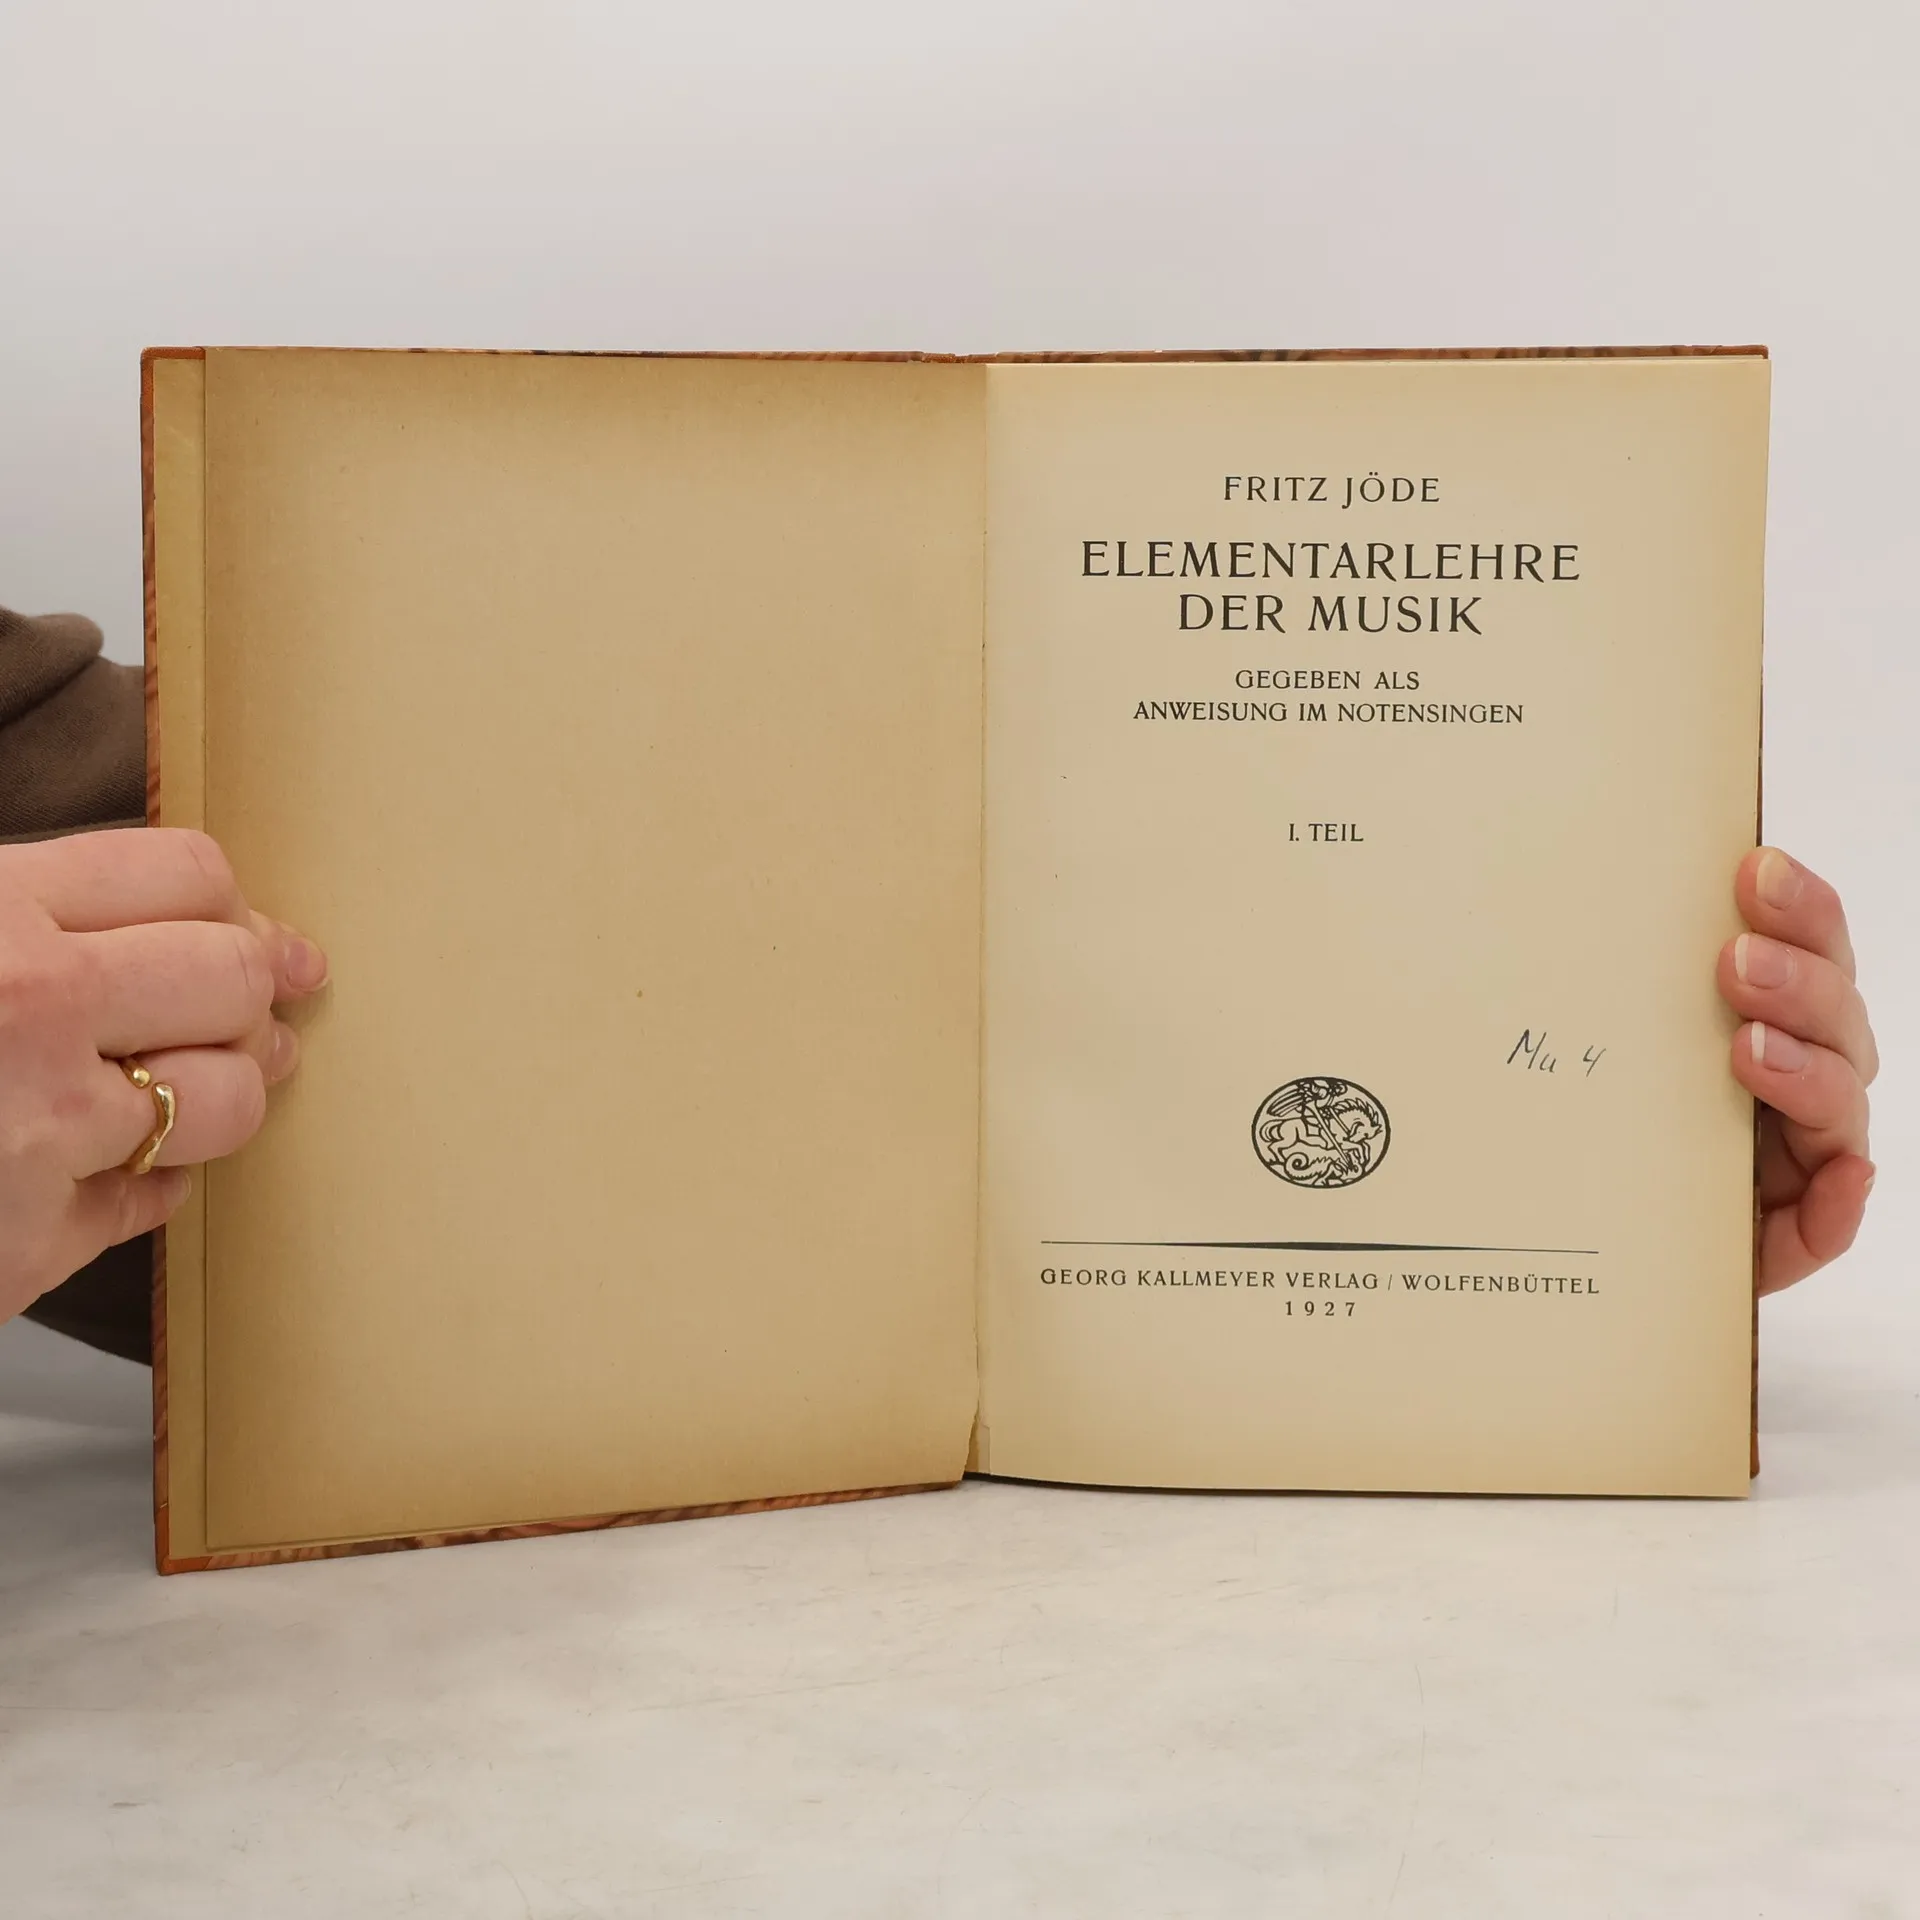 FRITZ JÖDE
ELEMENTARLEHRE
DER MUSIK
GEGEBEN ALS
ANWEISUNG IM NOTENSINGEN
I. TEIL
Mu 4
GEORG KALLMEYER VERLAG / WOLFENBÜTTEL
1927